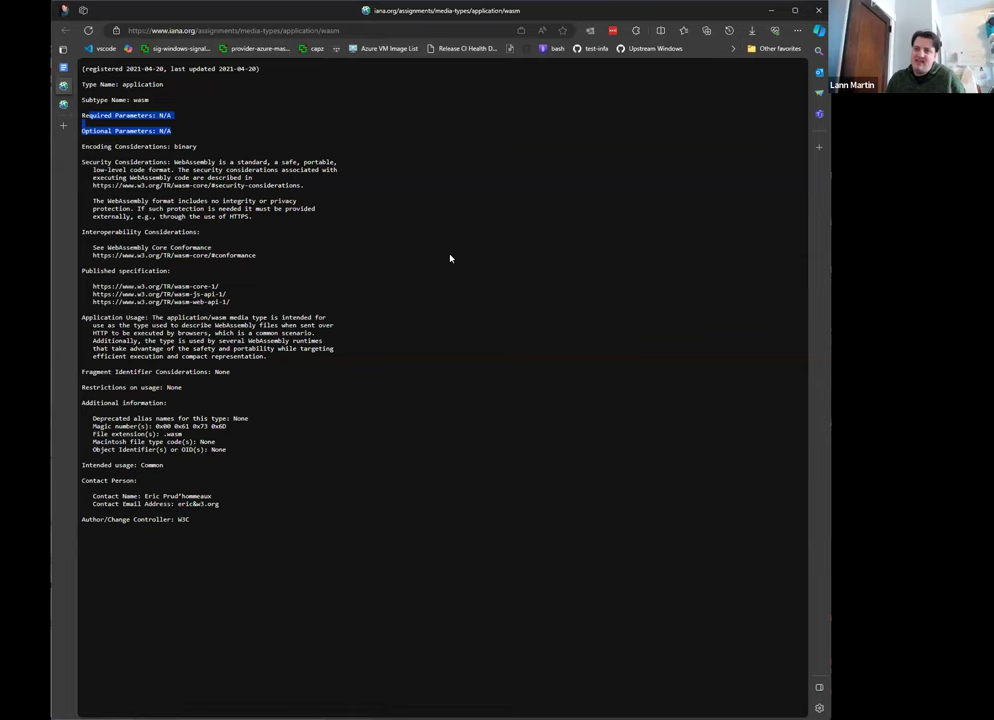 iana.org/assignments/media-types/application/wasm
https://www.iana.org/assignments/media-types/application/wasm
vscode
sig-windows-signal...
provider-azure-mas...
capz
Azure VM Image List
Release CI Health D...
bash
test-infa
Upstream Windows
Other favorites
Lann Martin
(registered 2021-04-20, last updated 2021-04-20)
Type Name: application
Subtype Name: wasm
Required Parameters: N/A
Optional Parameters: N/A
Encoding Considerations: binary
Security Considerations: WebAssembly is a standard, a safe, portable,
low-level code format. The security considerations associated with
executing WebAssembly code are described in
https://www.w3.org/TR/wasm-core/#security-considerations.
The WebAssembly format includes no integrity or privacy
protection. If such protection is needed it must be provided
externally, e.g., through the use of HTTPS.
Interoperability Considerations:
See WebAssembly Core Conformance
https://www.w3.org/TR/wasm-core/#conformance
Published specification:
https://www.w3.org/TR/wasm-core-1/
https://www.w3.org/TR/wasm-js-api-1/
https://www.w3.org/TR/wasm-web-api-1/
Application Usage: The application/wasm media type is intended for
use as the type used to describe WebAssembly files when sent over
HTTP to be executed by browsers, which is a common scenario.
Additionally, the type is used by several WebAssembly runtimes
that take advantage of the safety and portability while targeting
efficient execution and compact representation.
Fragment Identifier Considerations: None
Restrictions on usage: None
Additional information:
Deprecated alias names for this type: None
Magic number(s): 0x00 0x61 0x73 0x6D
File extension(s): .wasm
Macintosh file type code(s): None
Object Identifier(s) or OID(s): None
Intended usage: Common
Contact Person:
Contact Name: Eric Prud'hommeaux
Contact Email Address: eric&w3.org
Author/Change Controller: W3C